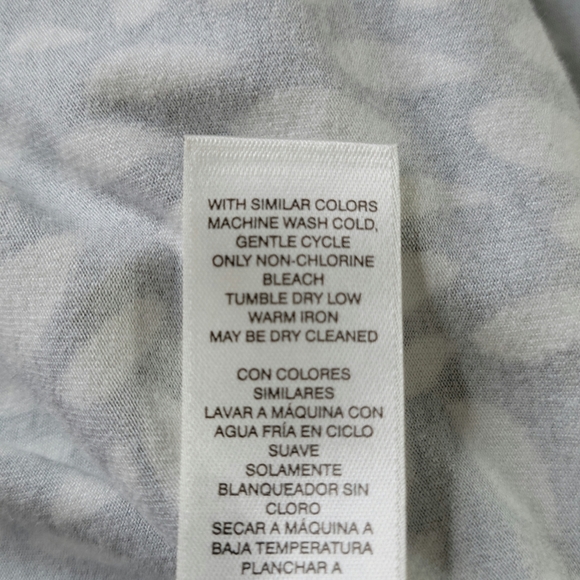 WITH SIMILAR COLORS
MACHINE WASH COLD,
GENTLE CYCLE
ONLY NON-CHLORINE
BLEACH
TUMBLE DRY LOW
WARM IRON
MAY BE DRY CLEANED
CON COLORES
SIMILARES
LAVAR A MÁQUINA CON
AGUA FRÍA EN CICLO
SUAVE
SOLAMENTE
BLANQUEADOR SIN
CLORO
SECAR A MÁQUINA A
BAJA TEMPERATURA
PLANCHAR A